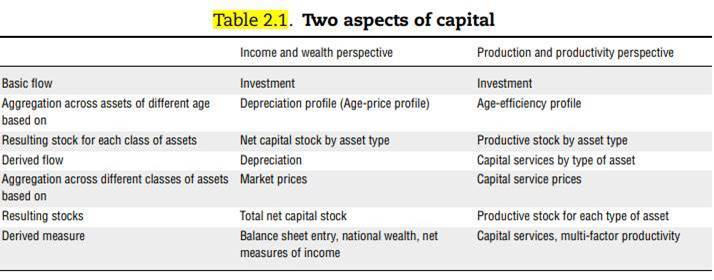 Table 2.1. Two aspects of capital
Income and wealth perspective Production and productivity perspective
Basic flow Investment Investment
Aggregation across assets of different age Depreciation profile (Age-price profile) Age-efficiency profile
based on
Resulting stock for each class of assets Net capital stock by asset type Productive stock by asset type
Derived flow Depreciation Capital services by type of asset
Aggregation across different classes of assets Market prices Capital service prices
based on
Resulting stocks Total net capital stock Productive stock for each type of asset
Derived measure Balance sheet entry, national wealth, net Capital services, multi-factor productivity
measures of income